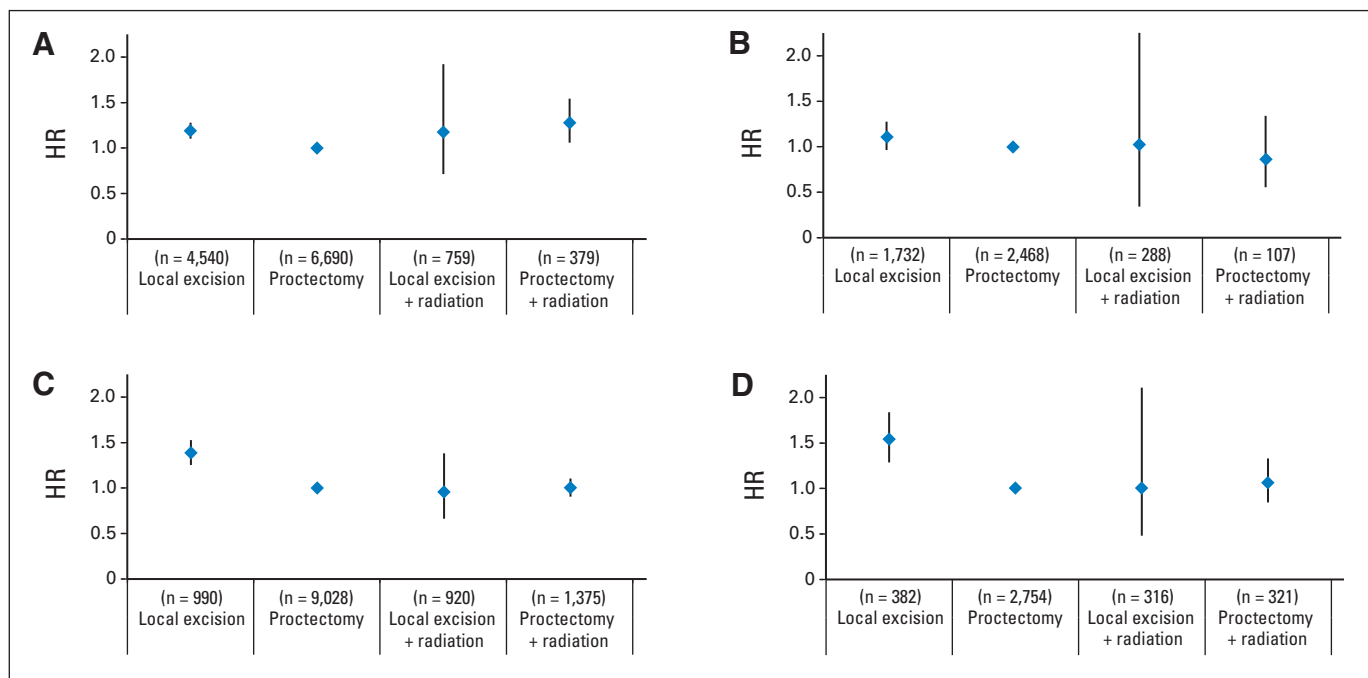 A
HR
2.0
1.5
1.0
0.5
0
(n = 4,540)
Local excision
(n = 6,690)
Proctectomy
(n = 759)
Local excision
+ radiation
(n = 379)
Proctectomy
+ radiation
B
HR
2.0
1.5
1.0
0.5
0
(n = 1,732)
Local excision
(n = 2,468)
Proctectomy
(n = 288)
Local excision
+ radiation
(n = 107)
Proctectomy
+ radiation
C
HR
2.0
1.5
1.0
0.5
0
(n = 990)
Local excision
(n = 9,028)
Proctectomy
(n = 920)
Local excision
+ radiation
(n = 1,375)
Proctectomy
+ radiation
D
HR
2.0
1.5
1.0
0.5
0
(n = 382)
Local excision
(n = 2,754)
Proctectomy
(n = 316)
Local excision
+ radiation
(n = 321)
Proctectomy
+ radiation